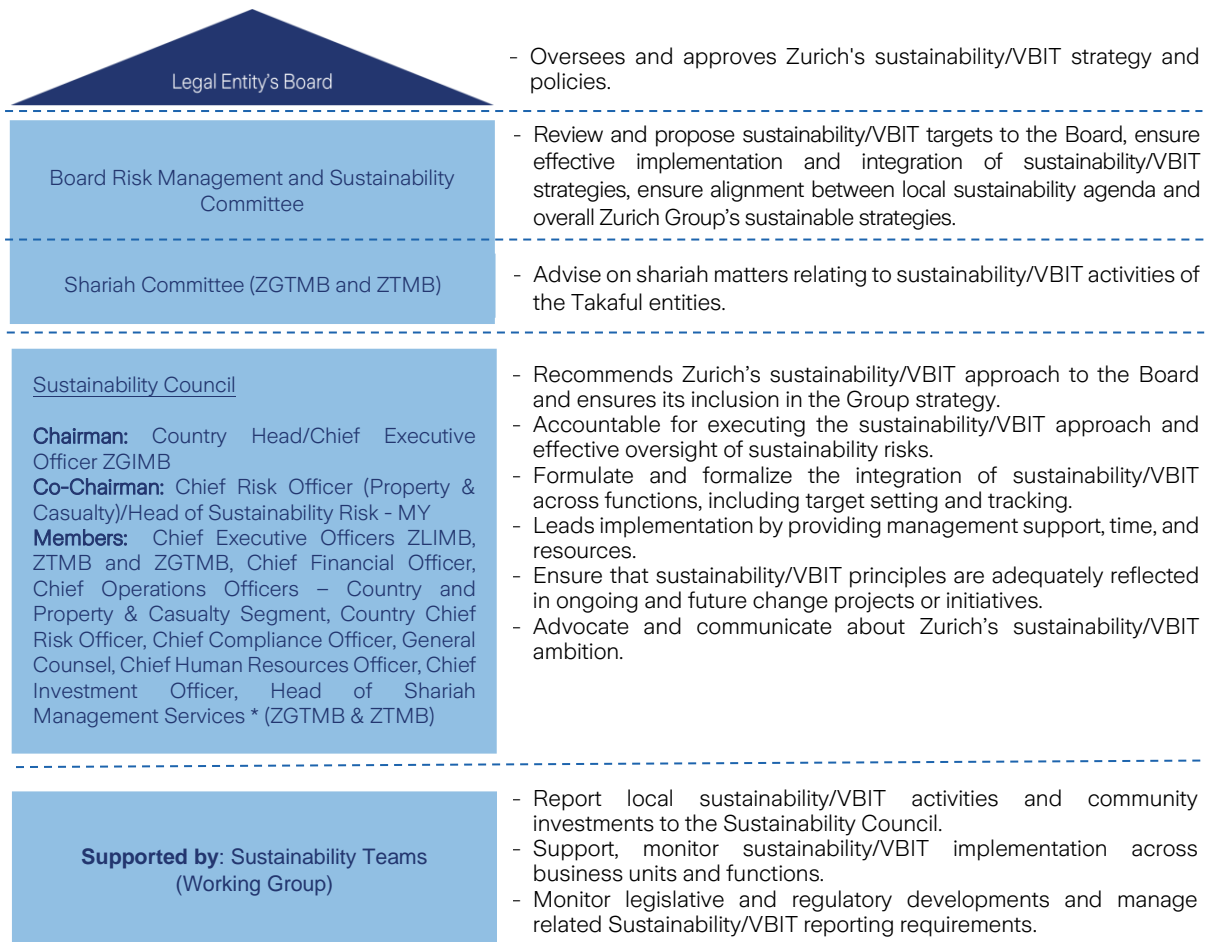 Legal Entity's Board
- Oversees and approves Zurich's sustainability/VBIT strategy and
policies.
Board Risk Management and Sustainability
Committee
- Review and propose sustainability/VBIT targets to the Board, ensure
effective implementation and integration of sustainability/VBIT
strategies, ensure alignment between local sustainability agenda and
overall Zurich Group's sustainable strategies.
Shariah Committee (ZGTMB and ZTMB)
- Advise on shariah matters relating to sustainability/VBIT activities of
the Takaful entities.
Sustainability Council
Chairman: Country Head/Chief Executive
Officer ZGIMB
Co-Chairman: Chief Risk Officer (Property &
Casualty)/Head of Sustainability Risk - MY
Members: Chief Executive Officers ZLIMB,
ZTMB and ZGTMB, Chief Financial Officer,
Chief Operations Officers – Country and
Property & Casualty Segment, Country Chief
Risk Officer, Chief Compliance Officer, General
Counsel, Chief Human Resources Officer, Chief
Investment Officer, Head of Shariah
Management Services * (ZGTMB & ZTMB)
- Recommends Zurich's sustainability/VBIT approach to the Board
and ensures its inclusion in the Group strategy.
- Accountable for executing the sustainability/VBIT approach and
effective oversight of sustainability risks.
- Formulate and formalize the integration of sustainability/VBIT
across functions, including target setting and tracking.
- Leads implementation by providing management support, time, and
resources.
- Ensure that sustainability/VBIT principles are adequately reflected
in ongoing and future change projects or initiatives.
- Advocate and communicate about Zurich's sustainability/VBIT
ambition.
Supported by: Sustainability Teams
(Working Group)
- Report local sustainability/VBIT activities and community
investments to the Sustainability Council.
- Support, monitor sustainability/VBIT implementation across
business units and functions.
- Monitor legislative and regulatory developments and manage
related Sustainability/VBIT reporting requirements.